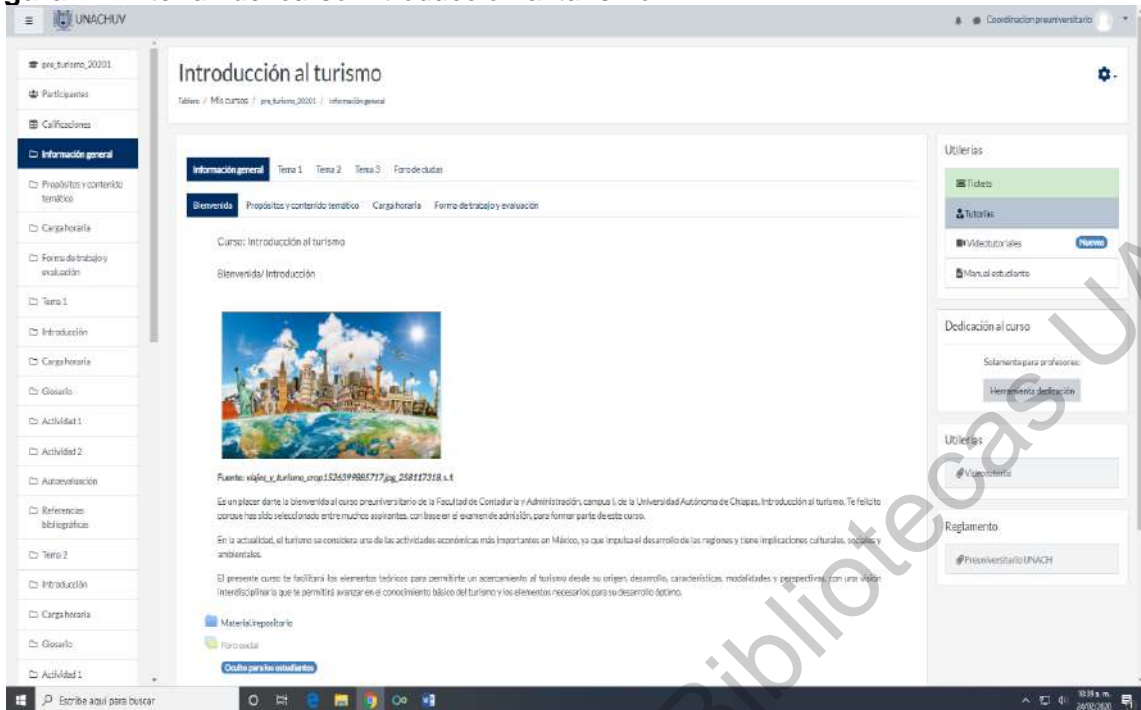 UNACHUV
Coordinacion preuniversitario
pre_turismo_20201
Participantes
Calificaciones
Información general
Propósitos y contenido
temático
Carga horaria
Forma de trabajo y
evaluación
Tema 1
Introducción
Carga horaria
Glosario
Actividad 1
Actividad 2
Autoevaluación
Referencias
bibliográficas
Tema 2
Introducción
Carga horaria
Glosario
Actividad 1
Introducción al turismo
Tablero / Mis cursos / pre_turismo_20201 / Información general
Información general Tema 1 Tema 2 Tema 3 Foro de dudas
Bienvenida Propósitos y contenido temático Carga horaria Forma de trabajo y evaluación
Curso: Introducción al turismo
Bienvenida/ Introducción
Fuente: viajes_y_turismo_crop1526399885717.jpg_258117318, s.f.
Es un placer darte la bienvenida al curso preuniversitario de la Facultad de Contaduría y Administración, campus I, de la Universidad Autónoma de Chiapas, Introducción al turismo. Te felicito
porque has sido seleccionado entre muchos aspirantes, con base en el examen de admisión, para formar parte de este curso.
En la actualidad, el turismo se considera una de las actividades económicas más importantes en México, ya que impulsa el desarrollo de las regiones y tiene implicaciones culturales, sociales y
ambientales.
El presente curso te facilitará los elementos teóricos para permitirte un acercamiento al turismo desde su origen, desarrollo, características, modalidades y perspectivas, con una visión
interdisciplinaria que te permitirá avanzar en el conocimiento básico del turismo y los elementos necesarios para su desarrollo óptimo.
Material/repositorio
Foro social
Oculto para los estudiantes
Utilerías
Tickets
Tutorías
Videotutoriales Nuevo
Manual estudiante
Dedicación al curso
Solamente para profesores:
Herramienta dedicación
Utilerías
Videotutorial
Reglamento
Preuniversitario UNACH
Bibliotecas UNA
Escribe aquí para buscar
10:39 a. m.
24/02/2020